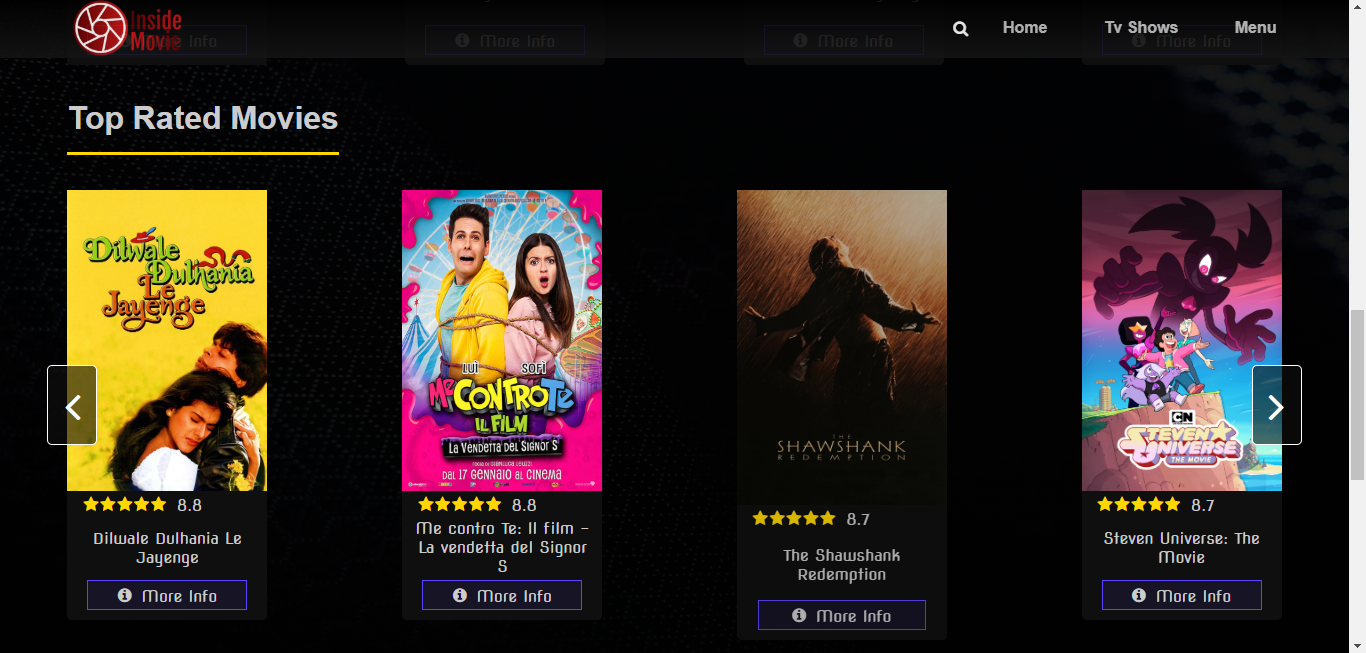 Inside
Movie
Home
Tv Shows
Menu
More Info
More Info
More Info
More Info
Top Rated Movies
Dilwale
Dulhania
Le
Jayenge
8.8
Dilwale Dulhania Le
Jayenge
More Info
LUÌ
SOFÌ
Me CONTRO Te
IL FILM
LA VENDETTA DEL SIGNOR S
DAL 17 GENNAIO AL CINEMA
8.8
Me contro Te: Il film -
La vendetta del Signor
S
More Info
THE
SHAWSHANK
REDEMPTION
8.7
The Shawshank
Redemption
More Info
CN
STEVEN
UNIVERSE
THE MOVIE
8.7
Steven Universe: The
Movie
More Info